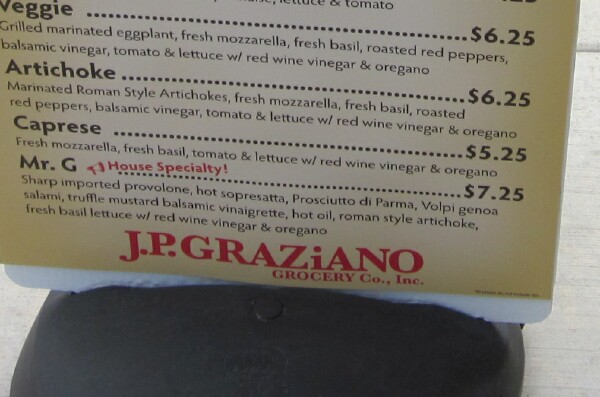 lettuce & tomato
Veggie $6.25
Grilled marinated eggplant, fresh mozzarella, fresh basil, roasted red peppers,
balsamic vinegar, tomato & lettuce w/ red wine vinegar & oregano
Artichoke ........................................ $6.25
Marinated Roman Style Artichokes, fresh mozzarella, fresh basil, roasted
red peppers, balsamic vinegar, tomato & lettuce w/ red wine vinegar & oregano
Caprese ........................................ $5.25
Fresh mozzarella, fresh basil, tomato & lettuce w/ red wine vinegar & oregano
Mr. G House Specialty! ........................................ $7.25
Sharp imported provolone, hot sopresatta, Prosciutto di Parma, Volpi genoa
salami, truffle mustard balsamic vinaigrette, hot oil, roman style artichoke,
fresh basil lettuce w/ red wine vinegar & oregano
J.P.GRAZiANO
GROCERY Co., Inc.